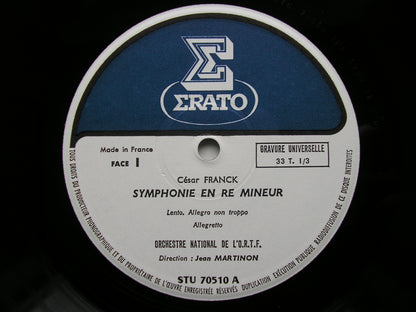 ERATO
Made in France
FACE 1
GRAVURE UNIVERSELLE
33 T. 1/3
César FRANCK
SYMPHONIE EN RE MINEUR
Lento, Allegro non troppo
Allegretto
ORCHESTRE NATIONAL DE L'O.R.T.F.
Direction : Jean MARTINON
STU 70510 A
TOUS DROITS DU PRODUCTEUR PHONOGRAPHIQUE ET DU PROPRIÉTAIRE DE L'ŒUVRE ENREGISTRÉE RÉSERVÉS - DUPLICATION EXÉCUTION PUBLIQUE RADIODIFFUSION DE CE DISQUE INTERDITES